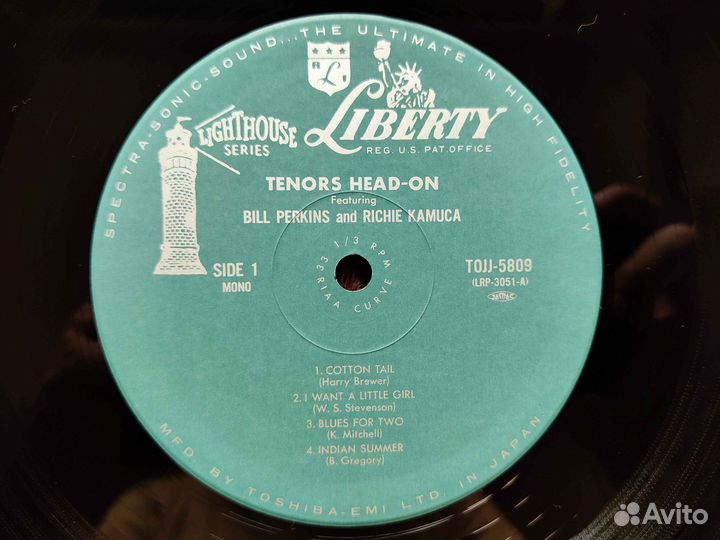 SPECTRA-SONIC-SOUND...THE ULTIMATE IN HIGH FIDELITY
LIGHTHOUSE
SERIES
LIBERTY
REG. U.S. PAT. OFFICE
TENORS HEAD-ON
Featuring
BILL PERKINS and RICHIE KAMUCA
33 1/3 RPM
RIAA CURVE
SIDE 1
MONO
TOJJ-5809
(LRP-3051-A)
JASRAC
1. COTTON TAIL
(Harry Brewer)
2. I WANT A LITTLE GIRL
(W. S. Stevenson)
3. BLUES FOR TWO
(K. Mitchell)
4. INDIAN SUMMER
(B. Gregory)
MFD BY TOSHIBA-EMI LTD. IN JAPAN
Avito